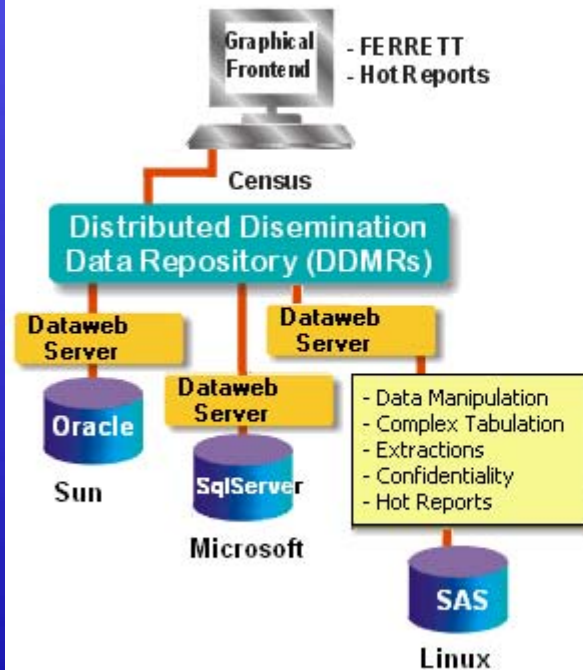 Graphical
Frontend
- FERRETT
- Hot Reports
Census
Distributed Disemination
Data Repository (DDMRs)
Dataweb
Server
Dataweb
Server
Dataweb
Server
Oracle
Sun
SqlServer
Microsoft
- Data Manipulation
- Complex Tabulation
- Extractions
- Confidentiality
- Hot Reports
SAS
Linux